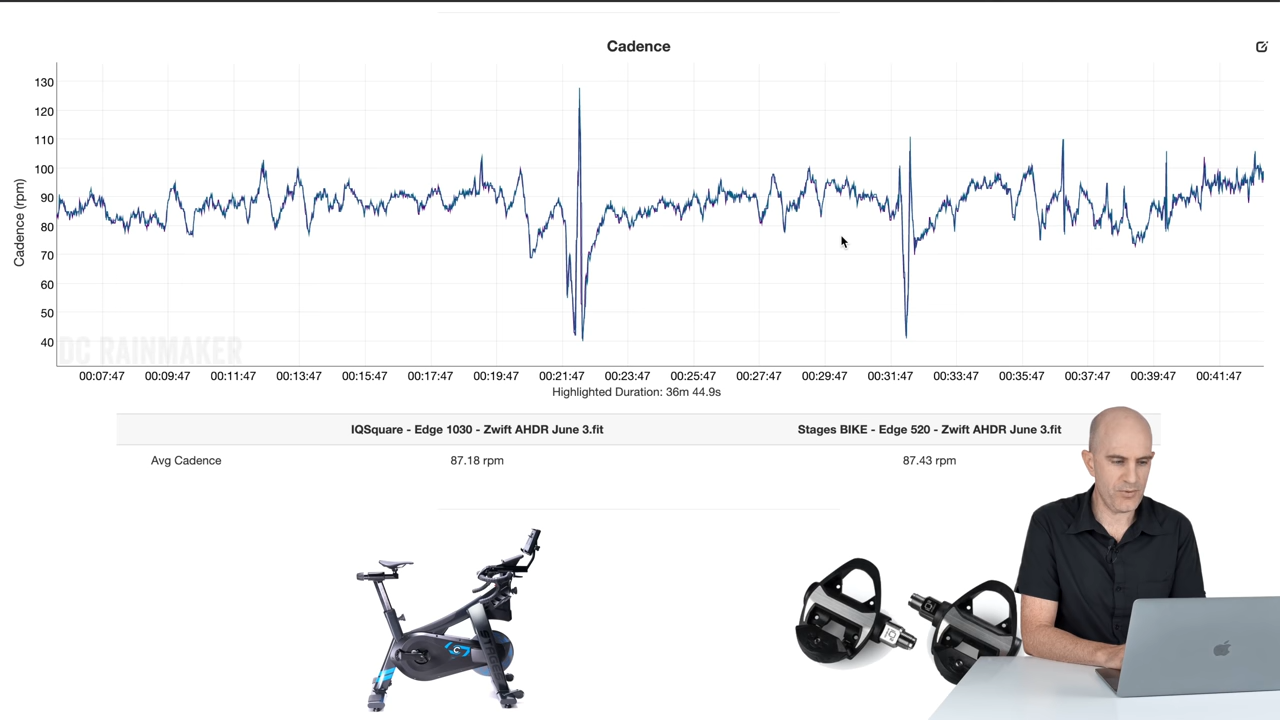 Cadence
130
120
110
100
90
80
70
60
50
40
Cadence (rpm)
DC RAINMAKER
00:07:47 00:09:47 00:11:47 00:13:47 00:15:47 00:17:47 00:19:47 00:21:47 00:23:47 00:25:47 00:27:47 00:29:47 00:31:47 00:33:47 00:35:47 00:37:47 00:39:47 00:41:47
Highlighted Duration: 36m 44.9s
IQSquare - Edge 1030 - Zwift AHDR June 3.fit Stages BIKE - Edge 520 - Zwift AHDR June 3.fit
Avg Cadence 87.18 rpm 87.43 rpm